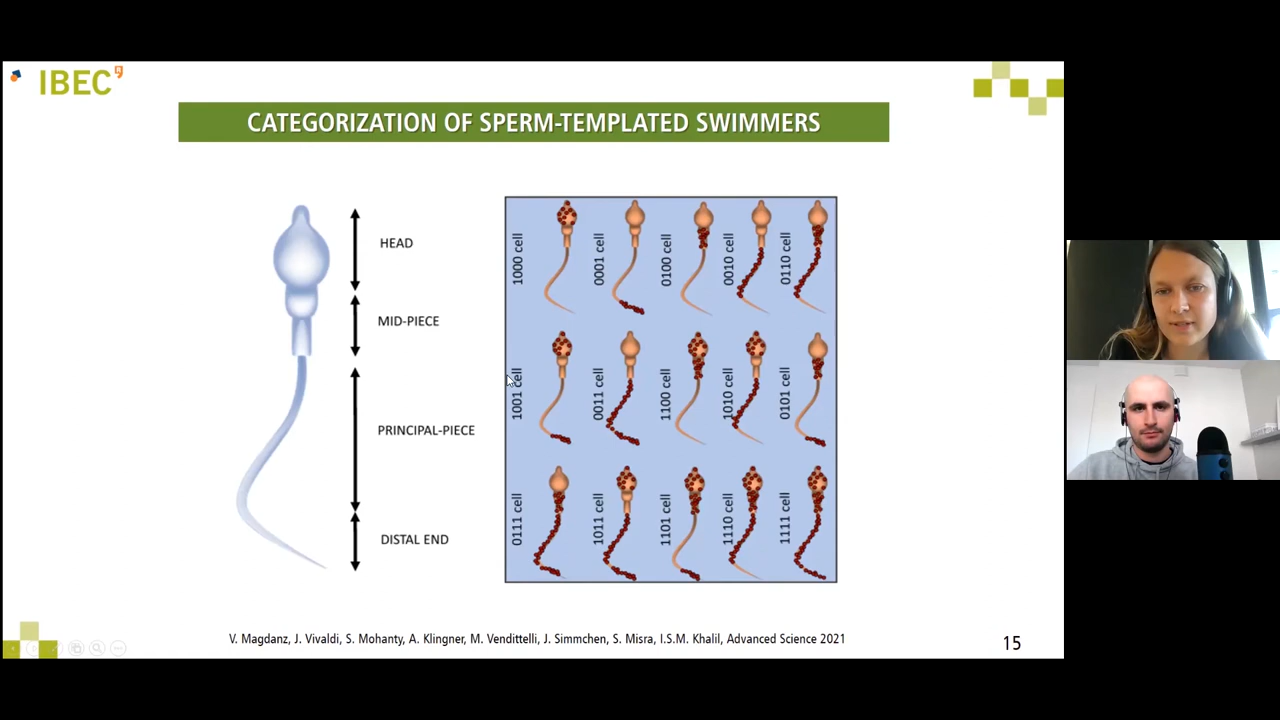 IBEC
CATEGORIZATION OF SPERM-TEMPLATED SWIMMERS
HEAD
MID-PIECE
PRINCIPAL-PIECE
DISTAL END
1000 cell
0001 cell
0100 cell
0010 cell
0110 cell
1001 cell
0011 cell
1100 cell
1010 cell
0101 cell
0111 cell
1011 cell
1101 cell
1110 cell
1111 cell
V. Magdanz, J. Vivaldi, S. Mohanty, A. Klingner, M. Vendittelli, J. Simmchen, S. Misra, I.S.M. Khalil, Advanced Science 2021
15